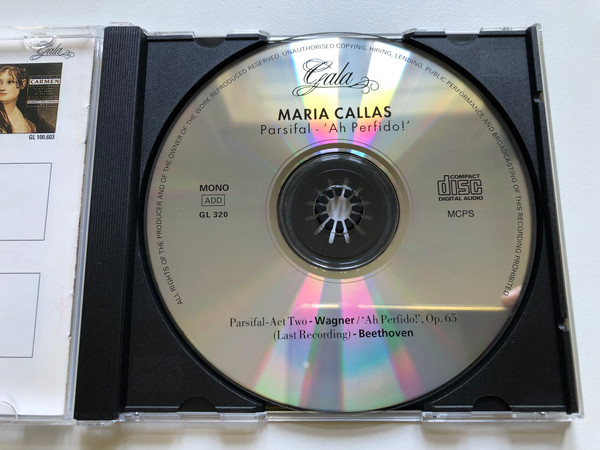 Gala
CARMEN
GL 100.603
ALL RIGHTS OF THE PRODUCER AND OF THE OWNER OF THE WORK REPRODUCED RESERVED. UNAUTHORISED COPYING, HIRING, LENDING, PUBLIC PERFORMANCE AND BROADCASTING OF THIS RECORDING PROHIBITED.
Gala
MARIA CALLAS
Parsifal - 'Ah Perfido!'
MONO
ADD
GL 320
COMPACT
disc
DIGITAL AUDIO
MCPS
Parsifal-Act Two - Wagner / 'Ah Perfido!', Op. 65
(Last Recording) - Beethoven